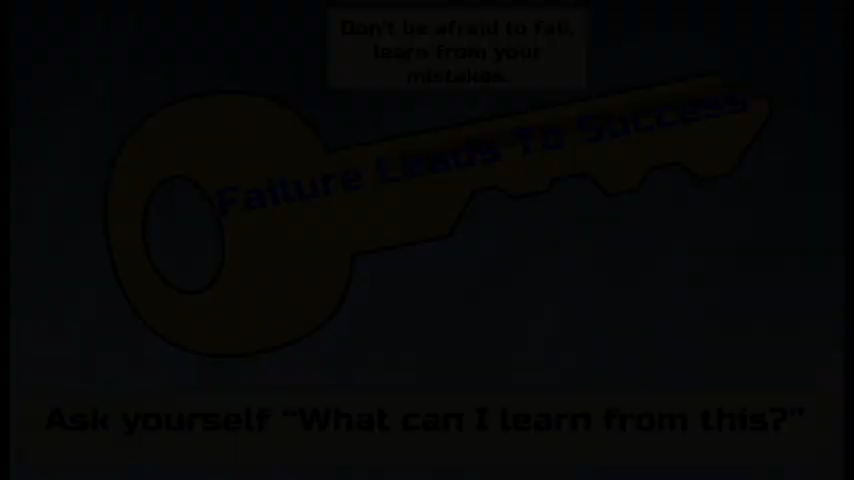 Don't be afraid to fail,
learn from your
mistakes.
Failure Leads To Success
Ask yourself “What can I learn from this?”